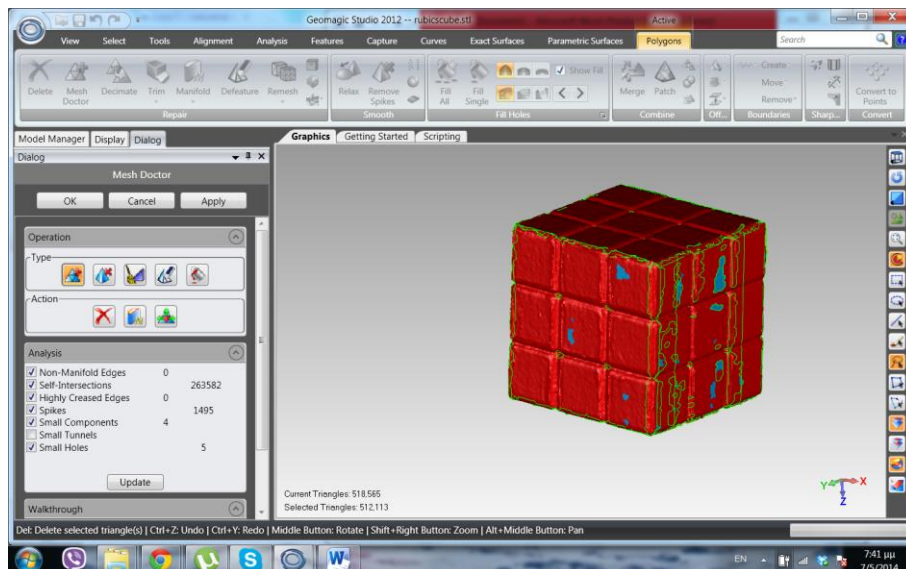 Geomagic Studio 2012 -- rubicscube.stl
Active
View Select Tools Alignment Analysis Features Capture Curves Exact Surfaces Parametric Surfaces Polygons
Search
Delete Mesh Doctor Decimate Trim Manifold Defeature Remesh
Repair
Relax Remove Spikes
Smooth
Fill All Fill Single
Show Fill
Fill Holes
Merge Patch
Combine
Off...
Create
Move
Remove
Boundaries
Sharp...
Convert to Points
Convert
Model Manager Display Dialog
Graphics Getting Started Scripting
Dialog
Mesh Doctor
OK Cancel Apply
Operation
Type
Action
Analysis
Non-Manifold Edges 0
Self-Intersections 263582
Highly Creased Edges 0
Spikes 1495
Small Components 4
Small Tunnels
Small Holes 5
Update
Walkthrough
Current Triangles: 518,565
Selected Triangles: 512,113
Y X
Z
Del: Delete selected triangle(s) | Ctrl+Z: Undo | Ctrl+Y: Redo | Middle Button: Rotate | Shift+Right Button: Zoom | Alt+Middle Button: Pan
EN
7:41 μμ
7/5/2014